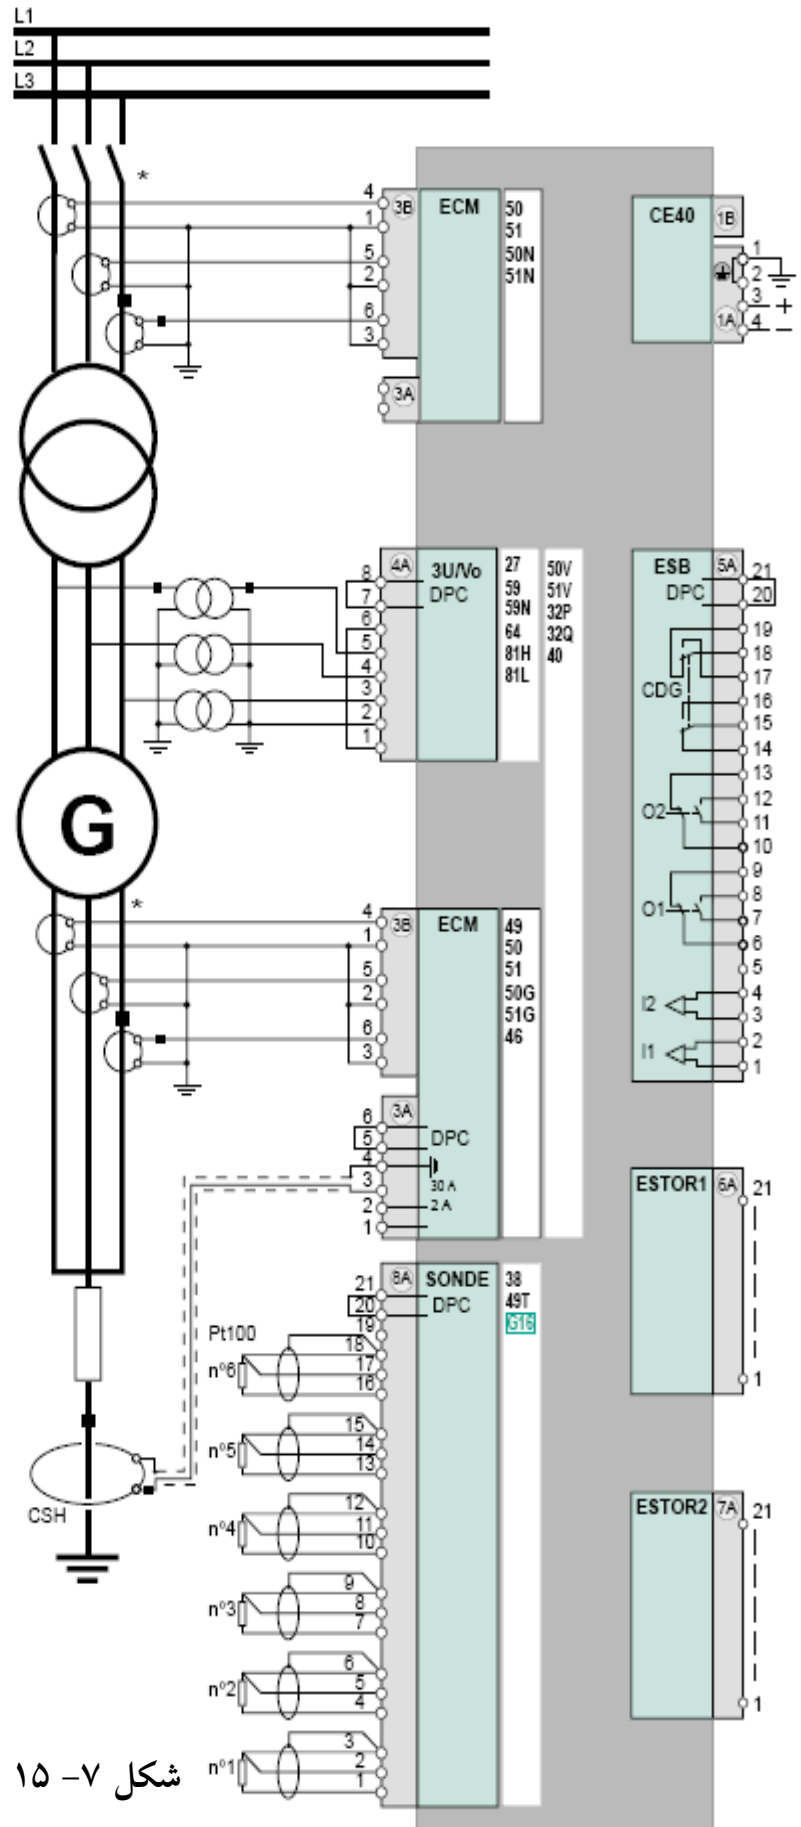 L1
L2
L3
*
4
1
5
2
6
3
3B
3A
ECM
50
51
50N
51N
CE40
1B
1
2
3 +
1A
4 -
8
7
6
5
4
3
2
1
4A
3U/Vo
DPC
27
59
59N
64
81H
81L
50V
51V
32P
32Q
40
ESB
DPC
5A
21
20
19
18
17
16
15
14
13
12
11
10
9
8
7
6
5
4
3
2
1
CDG
O2
O1
I2
I1
G
*
4
1
5
2
6
3
3B
ECM
49
50
51
50G
51G
46
3A
6
5
4
3
2
1
DPC
30 A
2 A
ESTOR1
6A
21
1
8A
SONDE
DPC
38
49T
G16
21
20
19
Pt100
18
17
16
nº6
15
14
13
nº5
12
11
10
nº4
9
8
7
nº3
6
5
4
nº2
3
2
1
nº1
CSH
ESTOR2
7A
21
1
شکل ۷- ۱۵